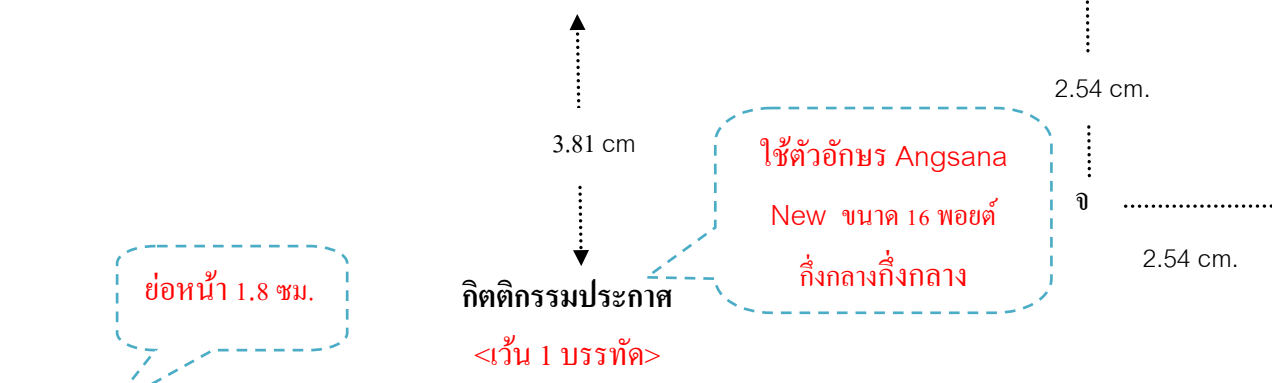 2.54 cm.
3.81 cm
ใช้ตัวอักษร Angsana
New ขนาด 16 พอยต์
กึ่งกลางกึ่งกลาง
จ
2.54 cm.
ย่อหน้า 1.8 ซม.
กิตติกรรมประกาศ
<เว้น 1 บรรทัด>